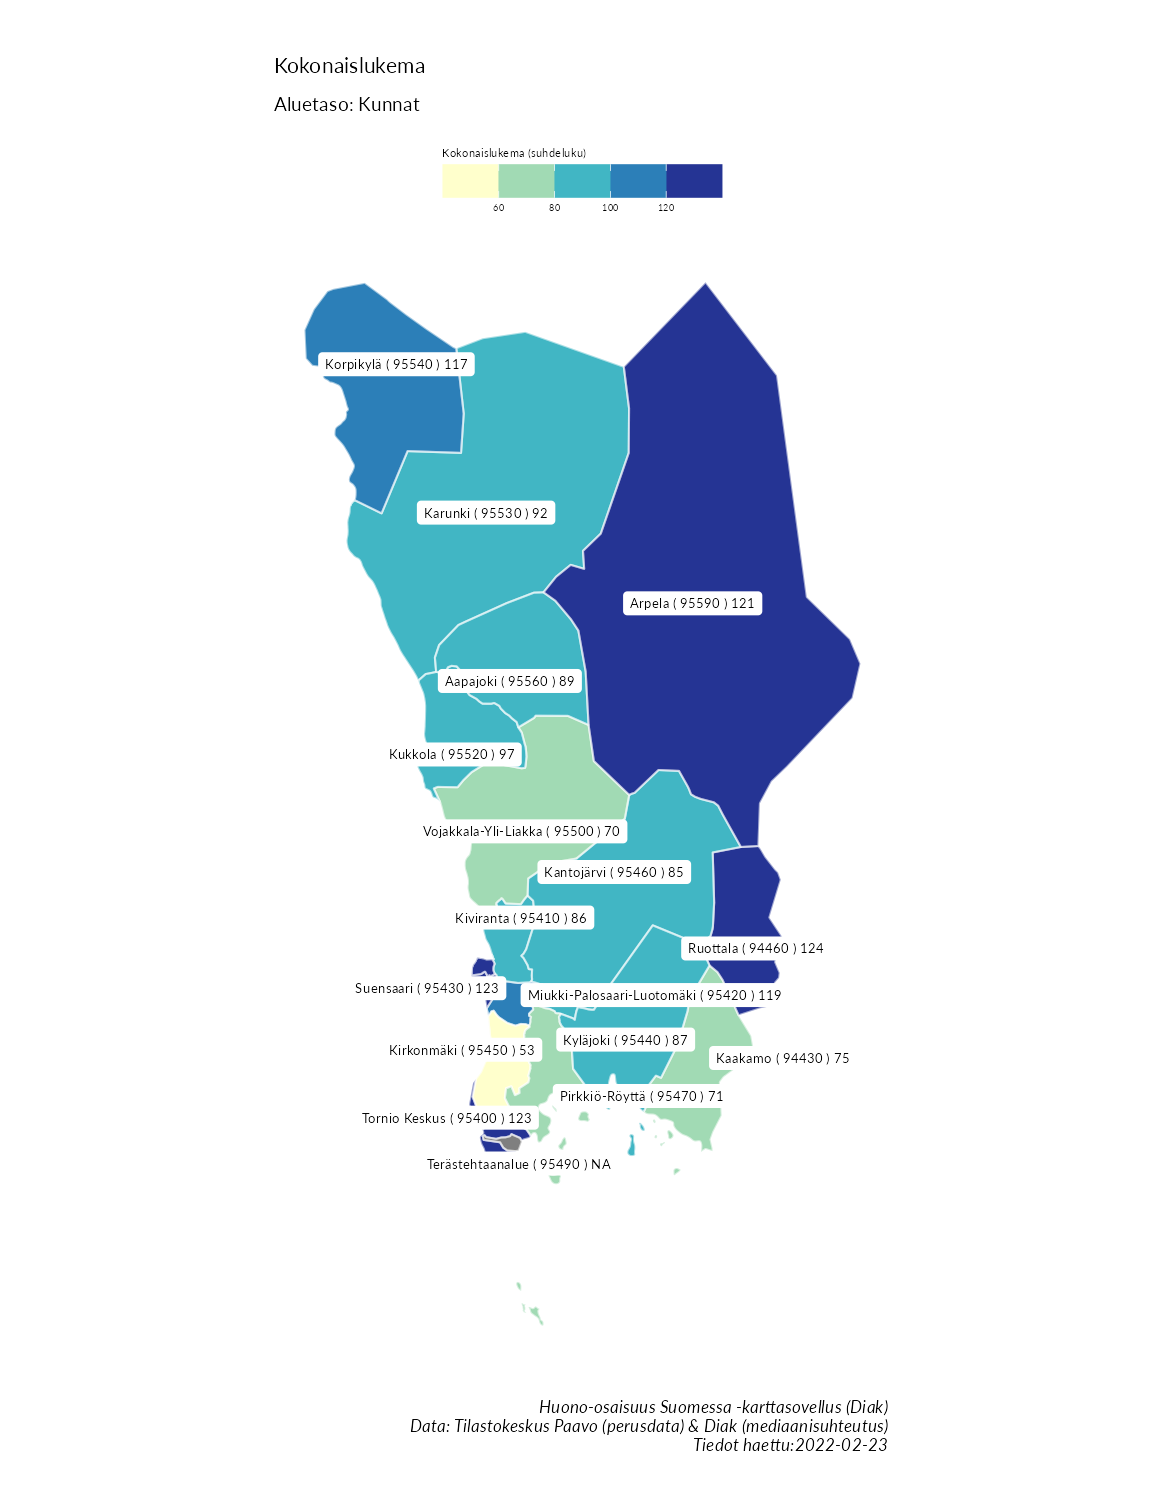 Kokonaislukema
Aluetaso: Kunnat
Kokonaislukema (suhdeluku)
60 80 100 120
Korpikylä ( 95540 ) 117
Karunki ( 95530 ) 92
Arpela ( 95590 ) 121
Aapajoki ( 95560 ) 89
Kukkola ( 95520 ) 97
Vojakkala-Yli-Liakka ( 95500 ) 70
Kantojärvi ( 95460 ) 85
Kiviranta ( 95410 ) 86
Ruottala ( 94460 ) 124
Suensaari ( 95430 ) 123
Miukki-Palosaari-Luotomäki ( 95420 ) 119
Kyläjoki ( 95440 ) 87
Kirkonmäki ( 95450 ) 53
Kaakamo ( 94430 ) 75
Pirkkiö-Röyttä ( 95470 ) 71
Tornio Keskus ( 95400 ) 123
Terästehtaanalue ( 95490 ) NA
Huono-osaisuus Suomessa -karttasovellus (Diak)
Data: Tilastokeskus Paavo (perusdata) & Diak (mediaanisuhteutus)
Tiedot haettu:2022-02-23